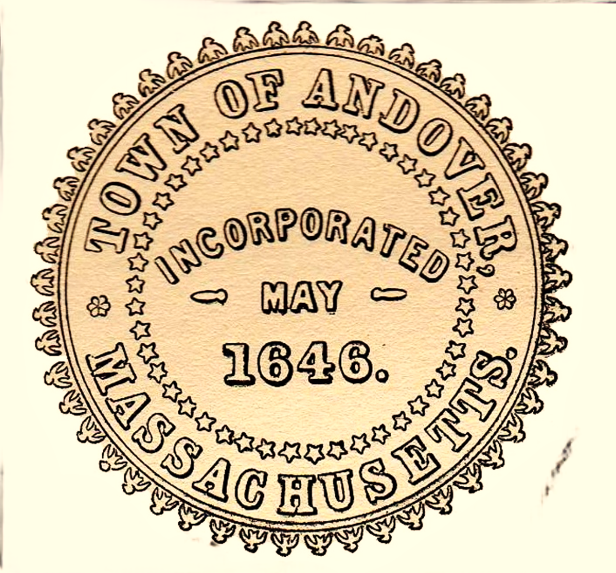 TOWN OF ANDOVER,
INCORPORATED
MAY
1646.
MASSACHUSETTS.